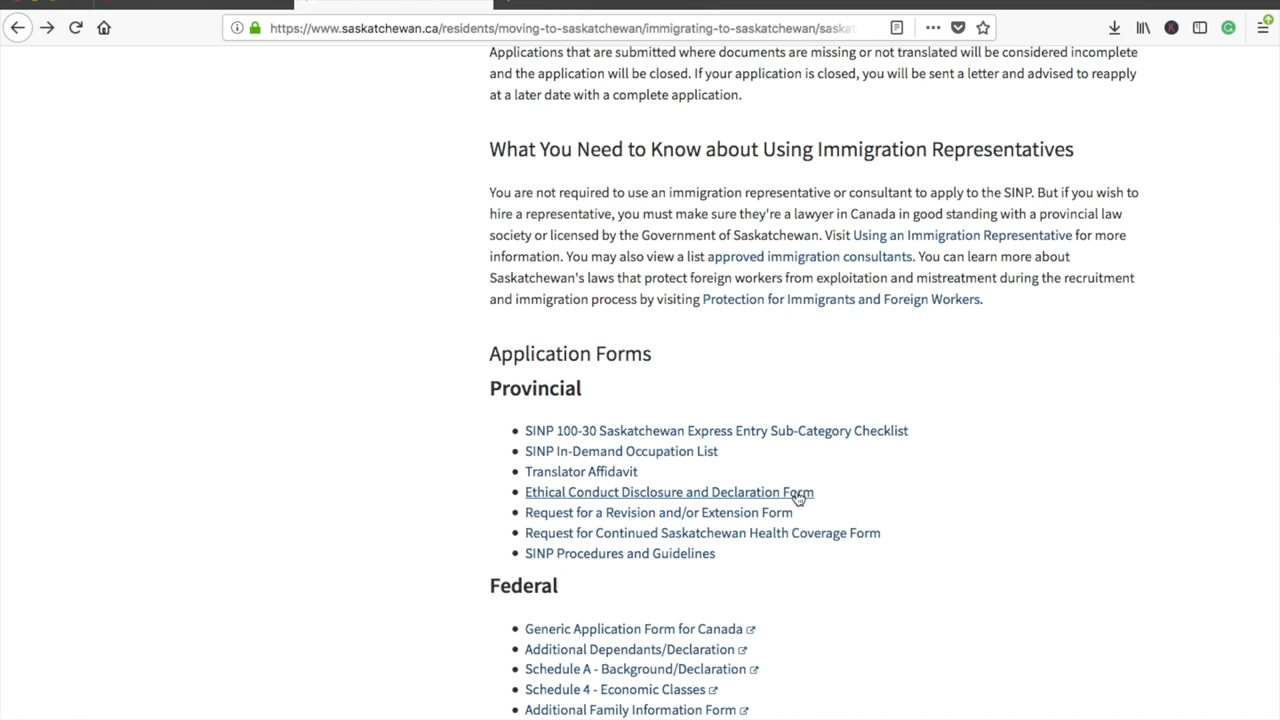 https://www.saskatchewan.ca/residents/moving-to-saskatchewan/immigrating-to-saskatchewan/saska
Applications that are submitted where documents are missing or not translated will be considered incomplete
and the application will be closed. If your application is closed, you will be sent a letter and advised to reapply
at a later date with a complete application.
What You Need to Know about Using Immigration Representatives
You are not required to use an immigration representative or consultant to apply to the SINP. But if you wish to
hire a representative, you must make sure they're a lawyer in Canada in good standing with a provincial law
society or licensed by the Government of Saskatchewan. Visit Using an Immigration Representative for more
information. You may also view a list approved immigration consultants. You can learn more about
Saskatchewan's laws that protect foreign workers from exploitation and mistreatment during the recruitment
and immigration process by visiting Protection for Immigrants and Foreign Workers.
Application Forms
Provincial
SINP 100-30 Saskatchewan Express Entry Sub-Category Checklist
SINP In-Demand Occupation List
Translator Affidavit
Ethical Conduct Disclosure and Declaration Form
Request for a Revision and/or Extension Form
Request for Continued Saskatchewan Health Coverage Form
SINP Procedures and Guidelines
Federal
Generic Application Form for Canada
Additional Dependants/Declaration
Schedule A - Background/Declaration
Schedule 4 - Economic Classes
Additional Family Information Form